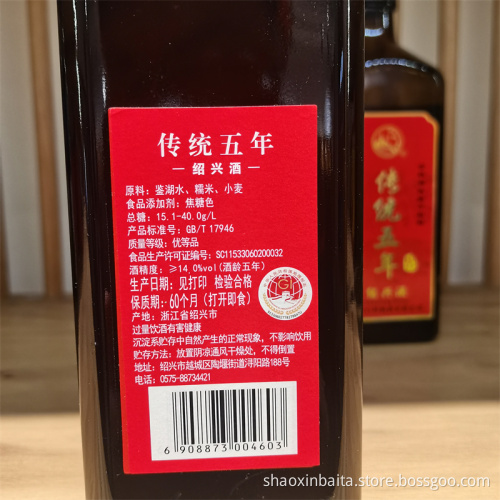 传统五年
绍兴酒
原料：鉴湖水、糯米、小麦
食品添加剂：焦糖色
总糖：15.1-40.0g/L
产品标准号：GB/T 17946
质量等级：优等品
食品生产许可证编号：SC11533060200032
酒精度：≥14.0%vol(酒龄五年)
生产日期：见打印 检验合格
保质期：60个月（打开即食）
产地：浙江省绍兴市
过量饮酒有害健康
沉淀系贮存中自然产生的正常现象，不影响饮用
贮存方法：放置阴凉通风干燥处，不得倒置
地址：绍兴市越城区陶堰街道浔阳路188号
电话：0575-88734421
6 908873 004603
传统五年
绍兴酒
shaoxinbaita.store.bossgoo.com